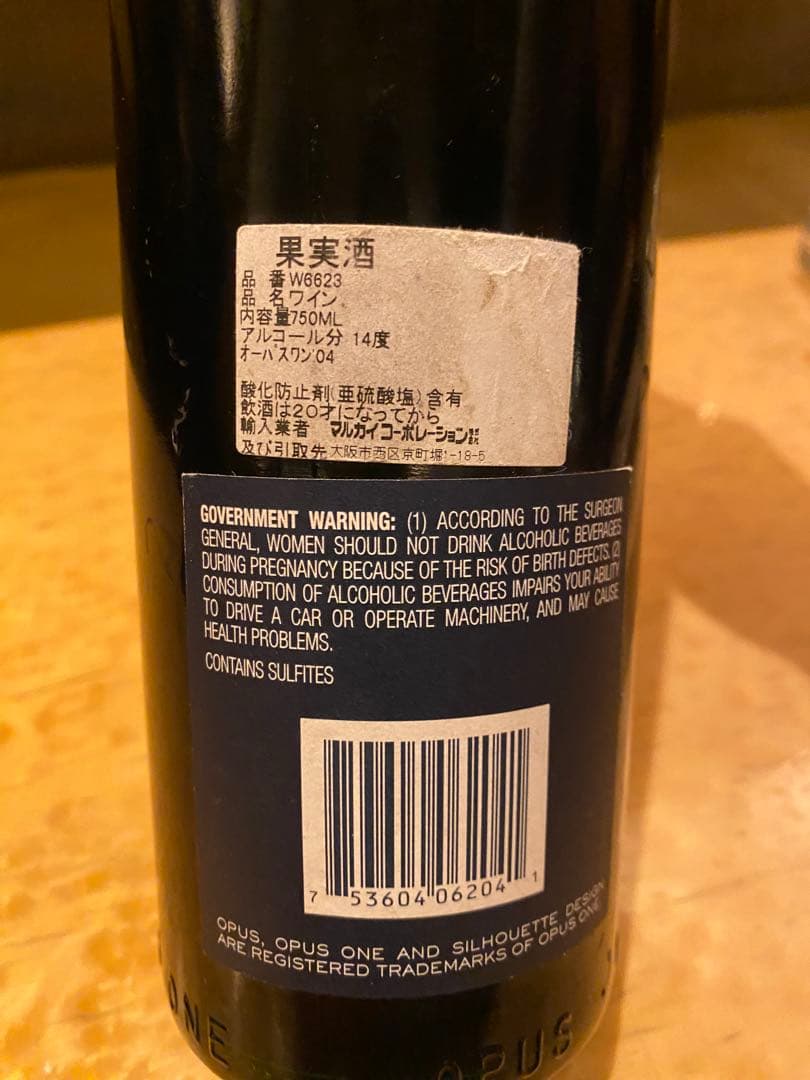 果実酒
品 番 W6623
品 名 ワイン
内容量750ML
アルコール分 14度
オーパスワン'04
酸化防止剤(亜硫酸塩)含有
飲酒は20才になってから
輸入業者 マルカイコーポレーション株式会社
及び引取先 大阪市西区京町堀1-18-5
GOVERNMENT WARNING: (1) ACCORDING TO THE SURGEON
GENERAL, WOMEN SHOULD NOT DRINK ALCOHOLIC BEVERAGES
DURING PREGNANCY BECAUSE OF THE RISK OF BIRTH DEFECTS. (2)
CONSUMPTION OF ALCOHOLIC BEVERAGES IMPAIRS YOUR ABILITY
TO DRIVE A CAR OR OPERATE MACHINERY, AND MAY CAUSE
HEALTH PROBLEMS.
CONTAINS SULFITES
7 53604 06204 1
OPUS, OPUS ONE AND SILHOUETTE DESIGN
ARE REGISTERED TRADEMARKS OF OPUS ONE
ONE OPUS